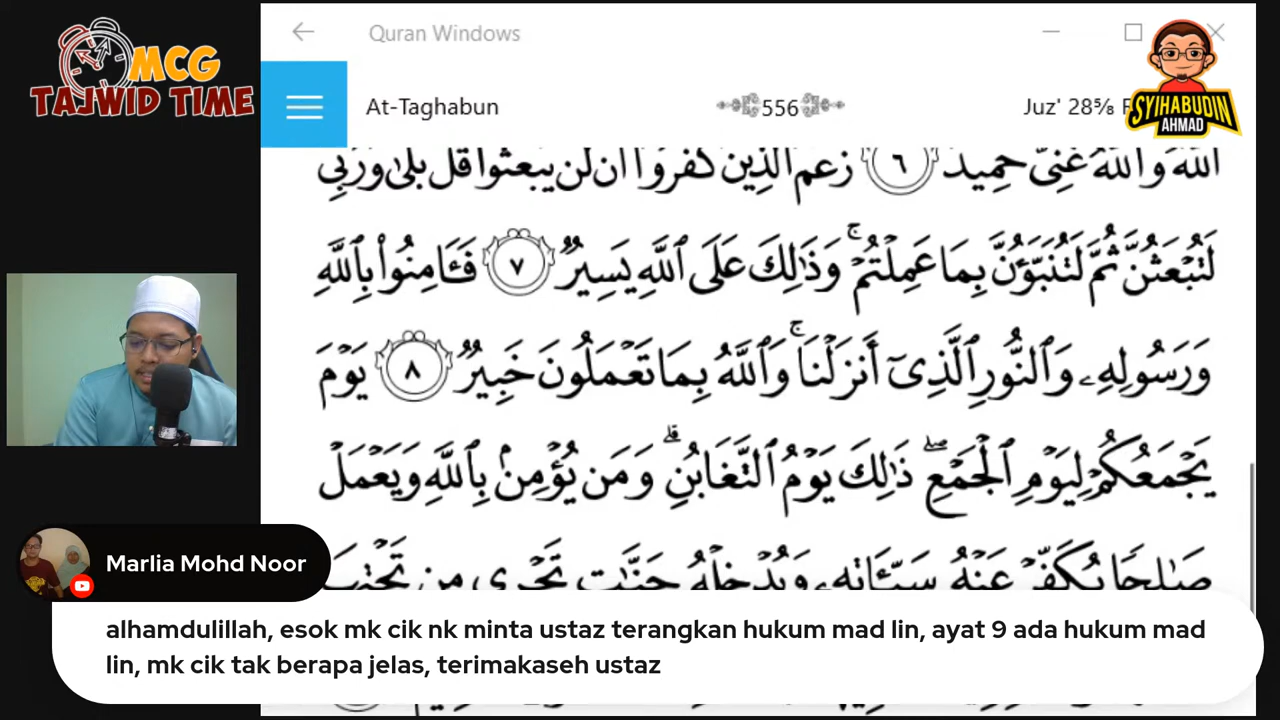 MCG
TAJWID TIME
Quran Windows
At-Taghabun
556
Juz' 28⅝
SYIHABUDIN
AHMAD
ٱللَّهُ وَٱللَّهُ غَنِىٌّ حَمِيدٌ ٦ زَعَمَ ٱلَّذِينَ كَفَرُوٓا۟ أَن لَّن يُبْعَثُوا۟ قُلْ بَلَىٰ وَرَبِّى
لَتُبْعَثُنَّ ثُمَّ لَتُنَبَّؤُنَّ بِمَا عَمِلْتُمْ ۚ وَذَٰلِكَ عَلَى ٱللَّهِ يَسِيرٌ ٧ فَـَٔامِنُوا۟ بِٱللَّهِ
وَرَسُولِهِۦ وَٱلنُّورِ ٱلَّذِىٓ أَنزَلْنَا ۚ وَٱللَّهُ بِمَا تَعْمَلُونَ خَبِيرٌ ٨ يَوْمَ
يَجْمَعُكُمْ لِيَوْمِ ٱلْجَمْعِ ۖ ذَٰلِكَ يَوْمُ ٱلتَّغَابُنِ ۗ وَمَن يُؤْمِنۢ بِٱللَّهِ وَيَعْمَلْ
صَـٰلِحًا يُكَفِّرْ عَنْهُ سَيِّـَٔاتِهِۦ وَيُدْخِلْهُ جَنَّـٰتٍ تَجْرِى مِن تَحْتِهَا
Marlia Mohd Noor
alhamdulillah, esok mk cik nk minta ustaz terangkan hukum mad lin, ayat 9 ada hukum mad
lin, mk cik tak berapa jelas, terimakaseh ustaz